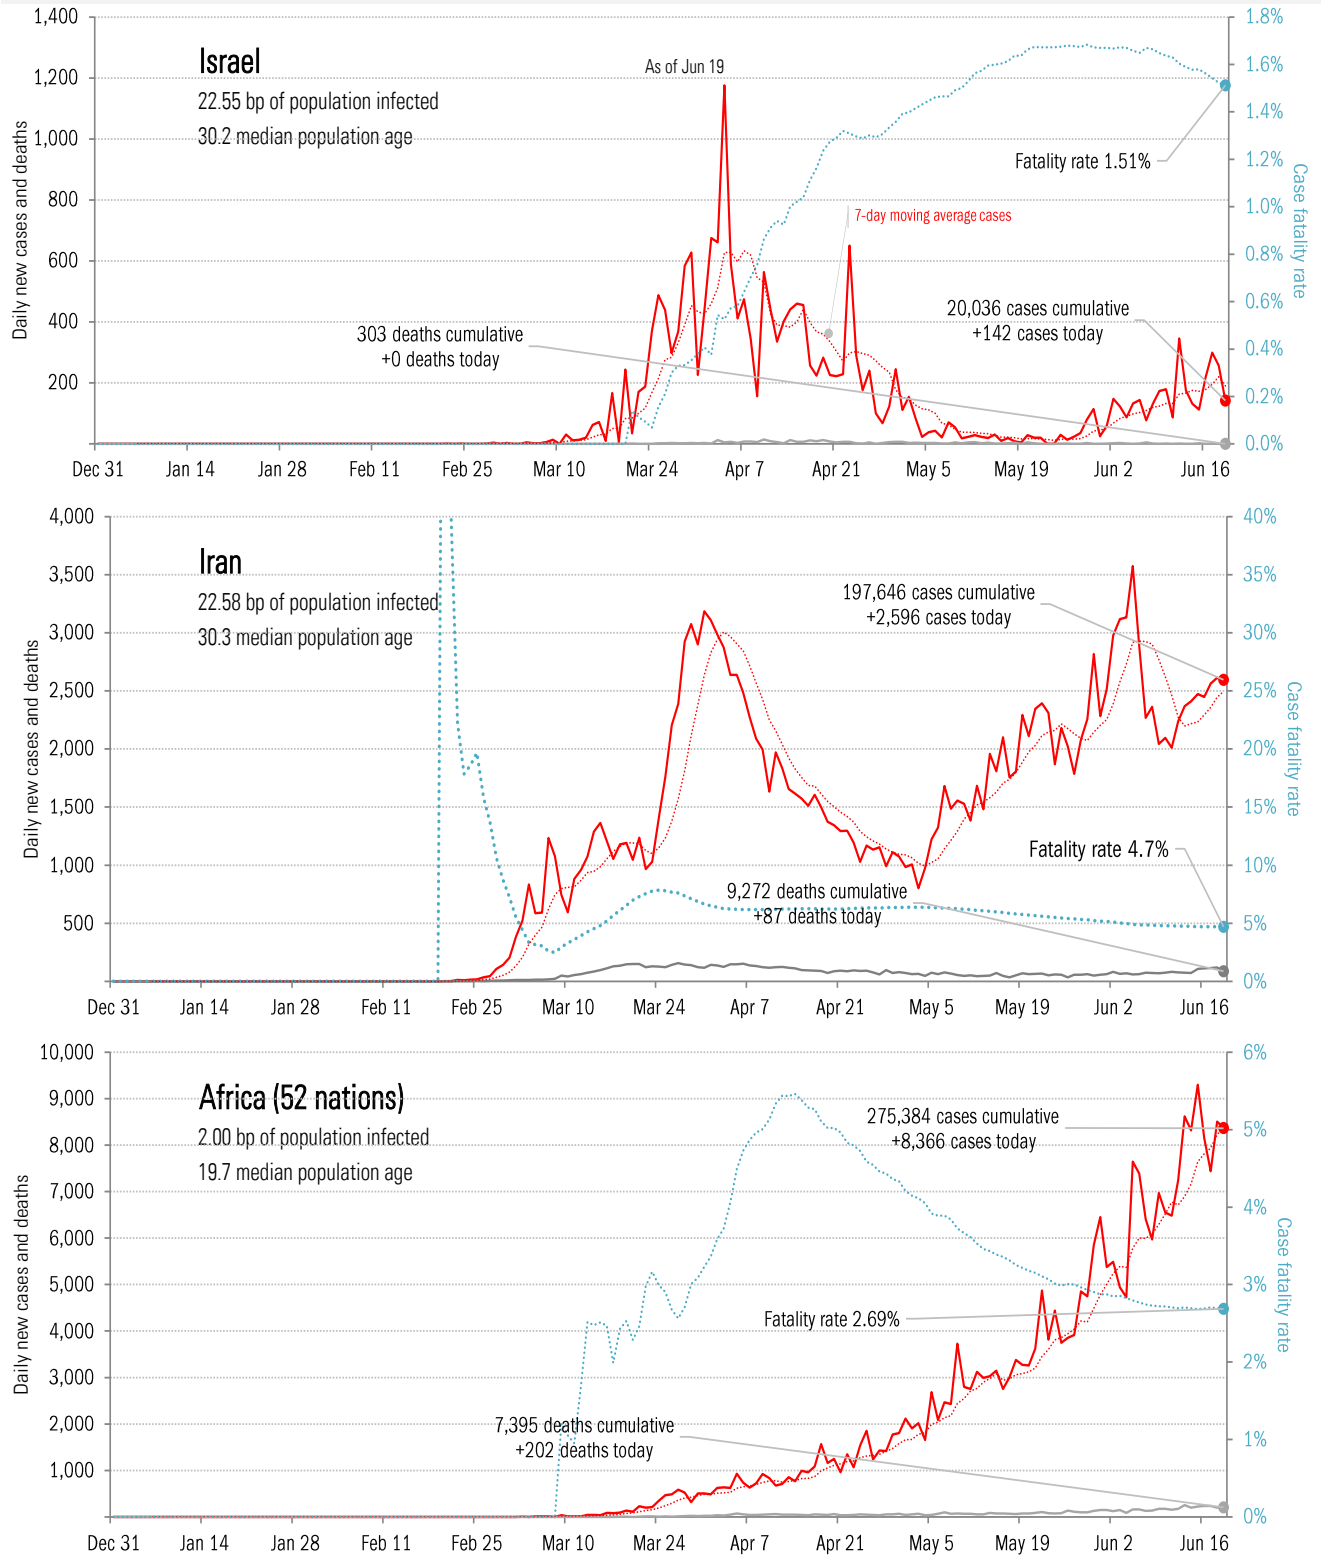 1,400
1,200
1,000
800
600
400
200
Daily new cases and deaths
Israel
22.55 bp of population infected
30.2 median population age
As of Jun 19
7-day moving average cases
303 deaths cumulative
+0 deaths today
Fatality rate 1.51%
20,036 cases cumulative
+142 cases today
1.8%
1.6%
1.4%
1.2%
1.0%
0.8%
0.6%
0.4%
0.2%
0.0%
Case fatality rate
Dec 31 Jan 14 Jan 28 Feb 11 Feb 25 Mar 10 Mar 24 Apr 7 Apr 21 May 5 May 19 Jun 2 Jun 16
4,000
3,500
3,000
2,500
2,000
1,500
1,000
500
Daily new cases and deaths
Iran
22.58 bp of population infected
30.3 median population age
197,646 cases cumulative
+2,596 cases today
Fatality rate 4.7%
9,272 deaths cumulative
+87 deaths today
40%
35%
30%
25%
20%
15%
10%
5%
0%
Case fatality rate
Dec 31 Jan 14 Jan 28 Feb 11 Feb 25 Mar 10 Mar 24 Apr 7 Apr 21 May 5 May 19 Jun 2 Jun 16
10,000
9,000
8,000
7,000
6,000
5,000
4,000
3,000
2,000
1,000
Daily new cases and deaths
Africa (52 nations)
2.00 bp of population infected
19.7 median population age
275,384 cases cumulative
+8,366 cases today
Fatality rate 2.69%
7,395 deaths cumulative
+202 deaths today
6%
5%
4%
3%
2%
1%
0%
Case fatality rate
Dec 31 Jan 14 Jan 28 Feb 11 Feb 25 Mar 10 Mar 24 Apr 7 Apr 21 May 5 May 19 Jun 2 Jun 16